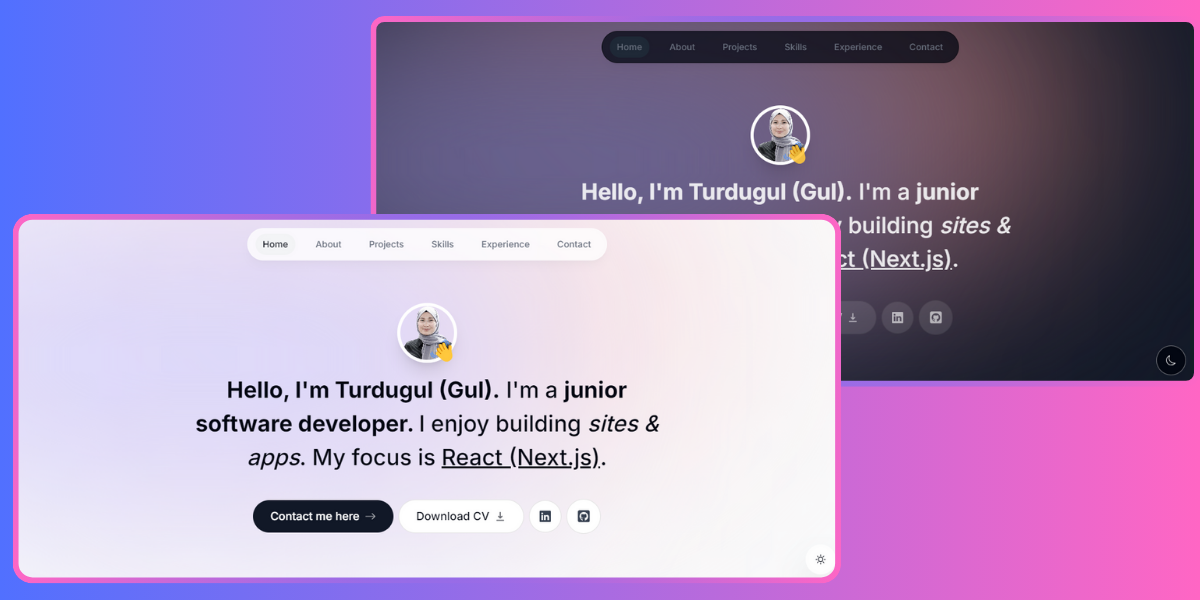 Home About Projects Skills Experience Contact
Hello, I'm Turdugul (Gul). I'm a junior
building sites &
ct (Next.js).
Home About Projects Skills Experience Contact
Hello, I'm Turdugul (Gul). I'm a junior
software developer. I enjoy building sites &
apps. My focus is React (Next.js).
Contact me here → Download CV